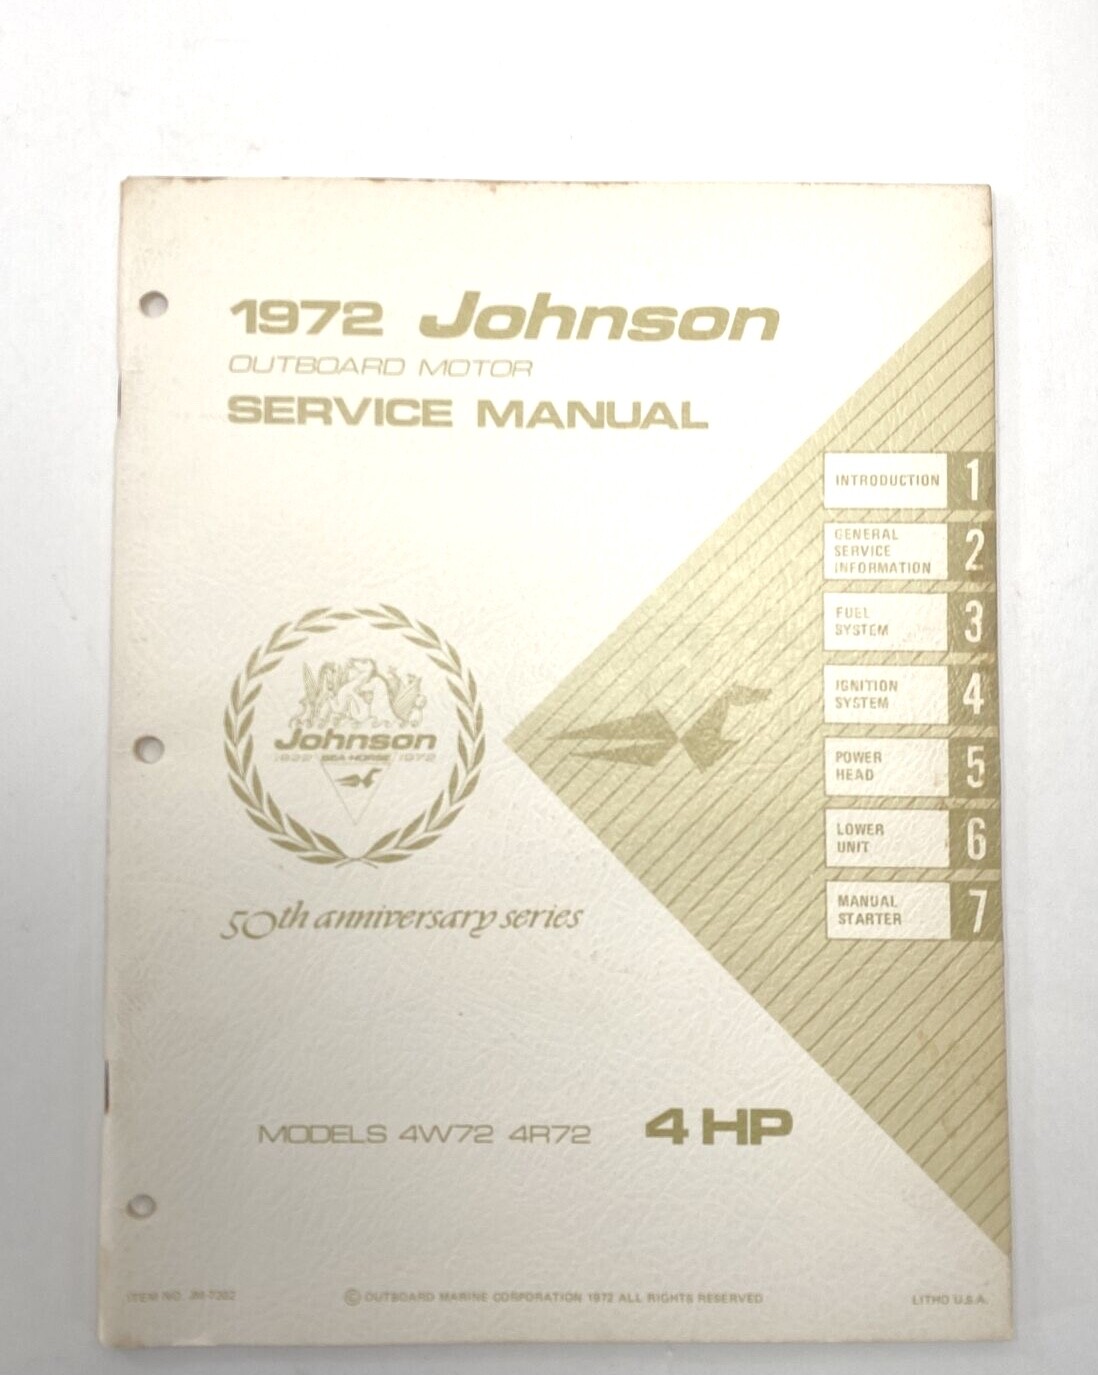 1972 Johnson
OUTBOARD MOTOR
SERVICE MANUAL
INTRODUCTION 1
GENERAL
SERVICE
INFORMATION 2
FUEL
SYSTEM 3
IGNITION
SYSTEM 4
POWER
HEAD 5
LOWER
UNIT 6
MANUAL
STARTER 7
Johnson
1922 SEA-HORSE 1972
50th anniversary series
MODELS 4W72 4R72 4 HP
ITEM NO.
© OUTBOARD MARINE CORPORATION 1972 ALL RIGHTS RESERVED
LITHO U.S.A.